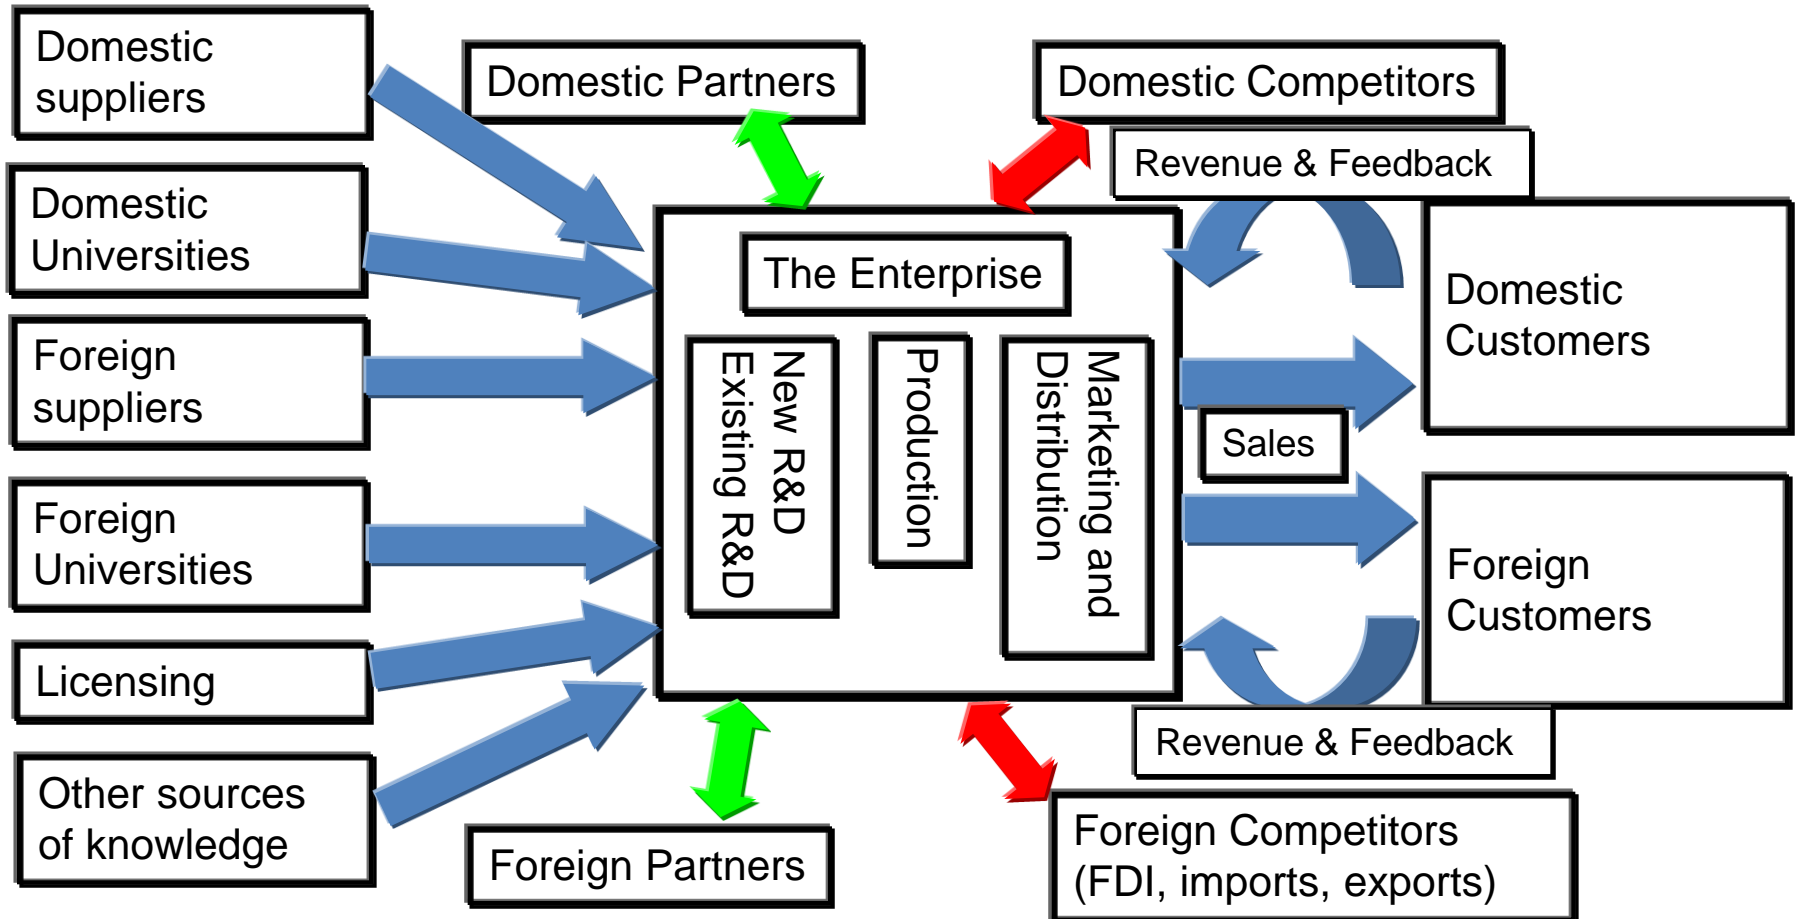 Domestic
suppliers
Domestic Partners
Domestic Competitors
Revenue & Feedback
Domestic
Universities
The Enterprise
Domestic
Customers
Foreign
suppliers
New R&D
Existing R&D
Production
Marketing and
Distribution
Sales
Foreign
Universities
Foreign
Customers
Licensing
Revenue & Feedback
Other sources
of knowledge
Foreign Partners
Foreign Competitors
(FDI, imports, exports)